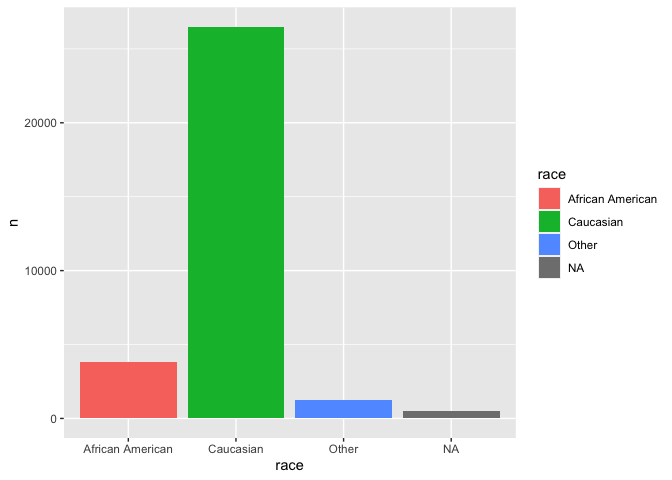 20000
10000
0
n
African American
Caucasian
Other
NA
race
race
African American
Caucasian
Other
NA